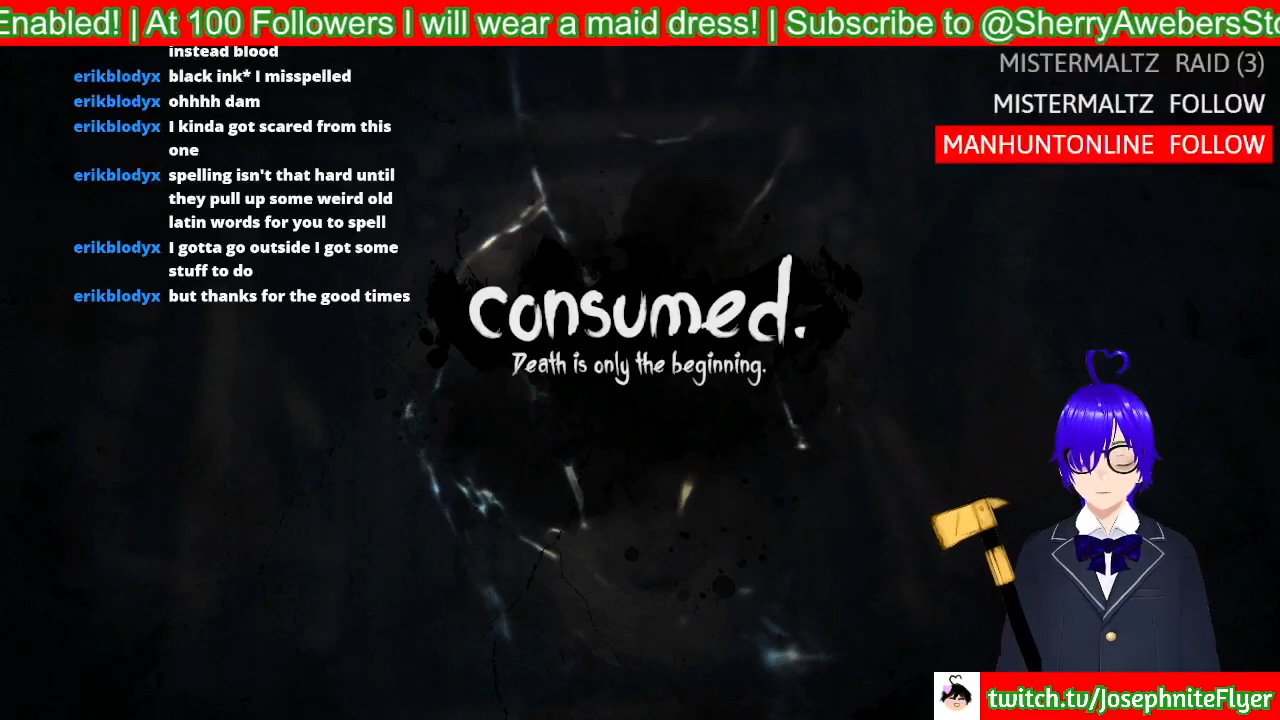 Enabled! | At 100 Followers I will wear a maid dress! | Subscribe to @SherryAwebersSto
instead blood
erikblodyx black ink* I misspelled
erikblodyx ohhhh dam
erikblodyx I kinda got scared from this
one
erikblodyx spelling isn't that hard until
they pull up some weird old
latin words for you to spell
erikblodyx I gotta go outside I got some
stuff to do
erikblodyx but thanks for the good times
MISTERMALTZ RAID (3)
MISTERMALTZ FOLLOW
MANHUNTONLINE FOLLOW
consumed.
Death is only the beginning.
twitch.tv/JosephniteFlyer